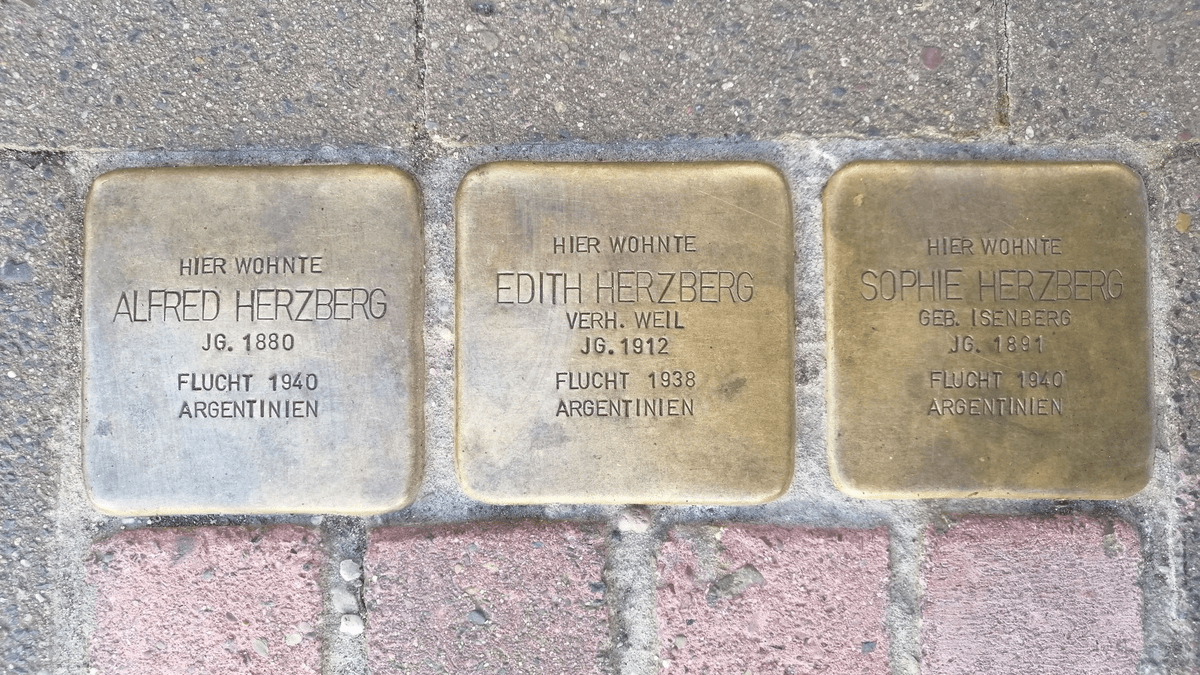 HIER WOHNTE
ALFRED HERZBERG
JG. 1880
FLUCHT 1940
ARGENTINIEN
HIER WOHNTE
EDITH HERZBERG
VERH. WEIL
JG. 1912
FLUCHT 1938
ARGENTINIEN
HIER WOHNTE
SOPHIE HERZBERG
GEB. ISENBERG
JG. 1891
FLUCHT 1940
ARGENTINIEN